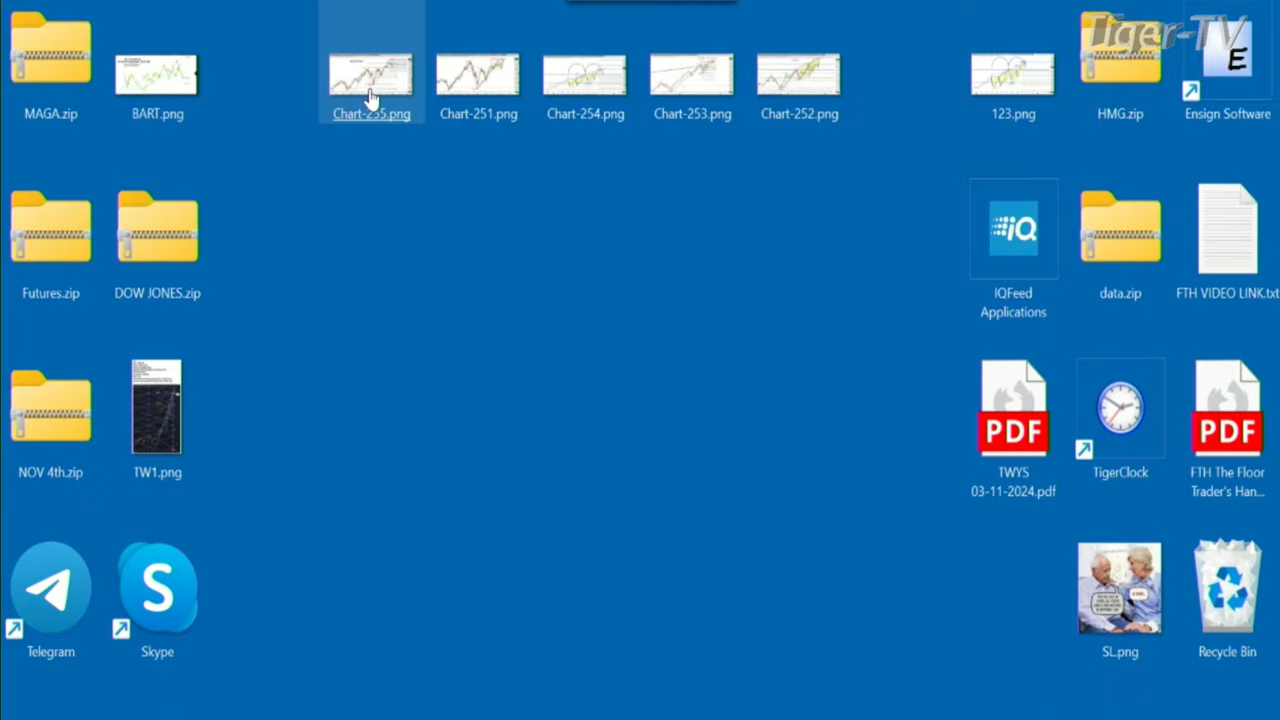 Tiger-TV
MAGA.zip
BART.png
Chart-255.png
Chart-251.png
Chart-254.png
Chart-253.png
Chart-252.png
123.png
HMG.zip
E
Ensign Software
Futures.zip
DOW JONES.zip
iQ
IQFeed
Applications
data.zip
FTH VIDEO LINK.txt
NOV 4th.zip
TW1.png
PDF
TWYS
03-11-2024.pdf
TigerClock
PDF
FTH The Floor
Trader's Han...
Telegram
S
Skype
SL.png
Recycle Bin